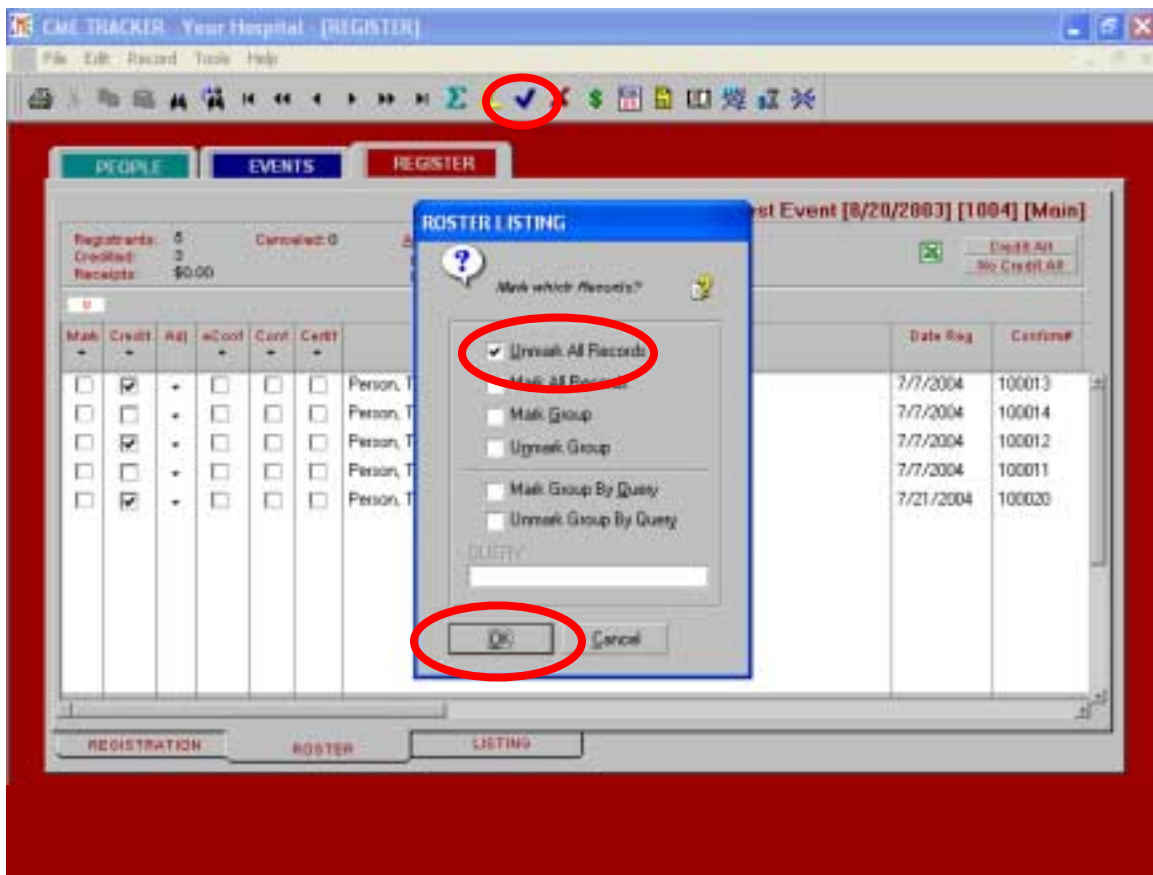 CME TRACKER - Your Hospital - [REGISTER]
File Edit Record Tools Help
PEOPLE EVENTS REGISTER
ROSTER LISTING
st Event [8/20/2003] [1004] [Main]
Registrants: 5 Canceled: 0
Credited: 3
Receipts: $0.00
Credit All
No Credit All
Mark which Records?
0
Mark Credit Adj eConf Conf Certif Date Reg Confirm#
Unmark All Records
Mark All Records
Mark Group
Unmark Group
Mark Group By Query
Unmark Group By Query
QUERY
OK Cancel
Person, T 7/7/2004 100013
Person, T 7/7/2004 100014
Person, T 7/7/2004 100012
Person, T 7/7/2004 100011
Person, T 7/21/2004 100020
REGISTRATION ROSTER LISTING